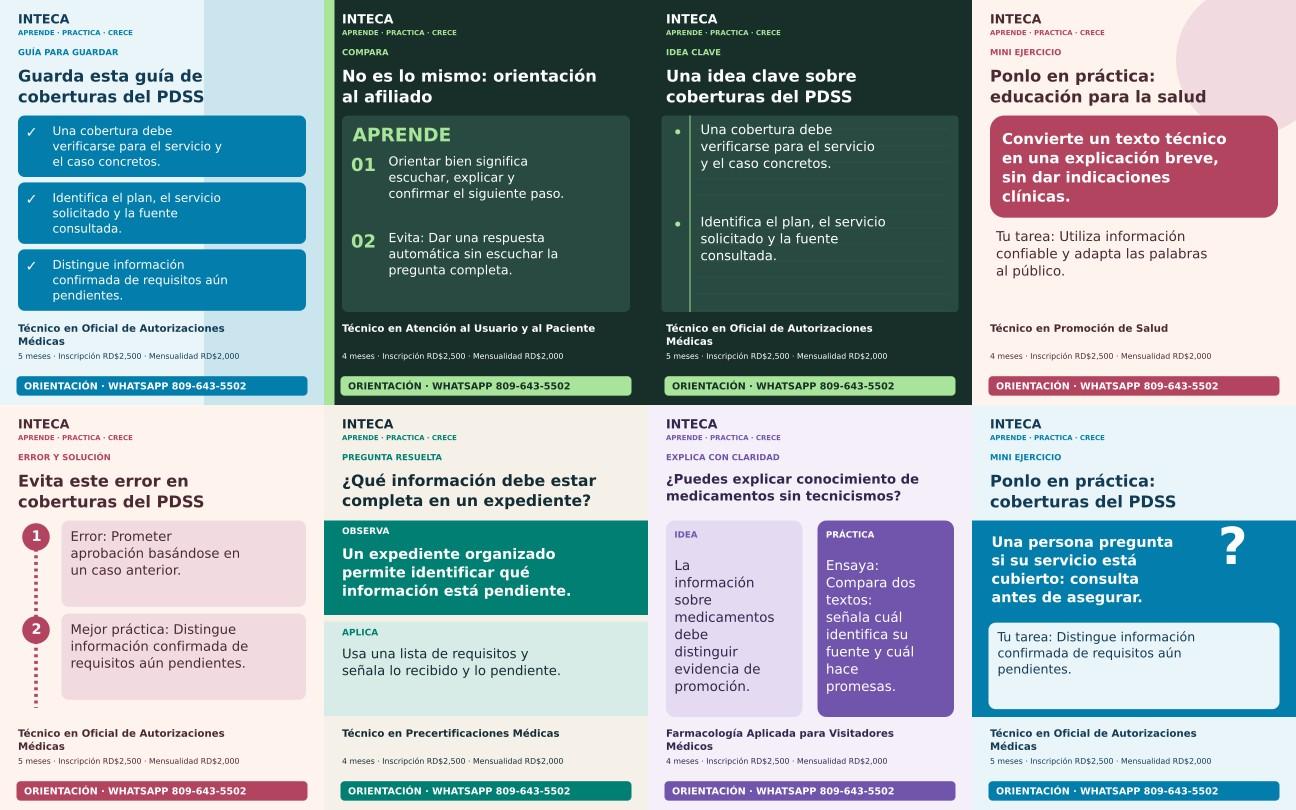 INTECA
APRENDE · PRACTICA · CRECE
GUÍA PARA GUARDAR
Guarda esta guía de
coberturas del PDSS
✓ Una cobertura debe
verificarse para el servicio y
el caso concretos.
✓ Identifica el plan, el servicio
solicitado y la fuente
consultada.
✓ Distingue información
confirmada de requisitos aún
pendientes.
Técnico en Oficial de Autorizaciones
Médicas
5 meses · Inscripción RD$2,500 · Mensualidad RD$2,000
ORIENTACIÓN · WHATSAPP 809-643-5502
INTECA
APRENDE · PRACTICA · CRECE
COMPARA
No es lo mismo: orientación
al afiliado
APRENDE
01 Orientar bien significa
escuchar, explicar y
confirmar el siguiente paso.
02 Evita: Dar una respuesta
automática sin escuchar la
pregunta completa.
Técnico en Atención al Usuario y al Paciente
4 meses · Inscripción RD$2,500 · Mensualidad RD$2,000
ORIENTACIÓN · WHATSAPP 809-643-5502
INTECA
APRENDE · PRACTICA · CRECE
IDEA CLAVE
Una idea clave sobre
coberturas del PDSS
• Una cobertura debe
verificarse para el servicio
y el caso concretos.
• Identifica el plan, el servicio
solicitado y la fuente
consultada.
Técnico en Oficial de Autorizaciones
Médicas
5 meses · Inscripción RD$2,500 · Mensualidad RD$2,000
ORIENTACIÓN · WHATSAPP 809-643-5502
INTECA
APRENDE · PRACTICA · CRECE
MINI EJERCICIO
Ponlo en práctica:
educación para la salud
Convierte un texto técnico
en una explicación breve,
sin dar indicaciones
clínicas.
Tu tarea: Utiliza información
confiable y adapta las palabras
al público.
Técnico en Promoción de Salud
4 meses · Inscripción RD$2,500 · Mensualidad RD$2,000
ORIENTACIÓN · WHATSAPP 809-643-5502
INTECA
APRENDE · PRACTICA · CRECE
ERROR Y SOLUCIÓN
Evita este error en
coberturas del PDSS
1 Error: Prometer
aprobación basándose en
un caso anterior.
2 Mejor práctica: Distingue
información confirmada de
requisitos aún pendientes.
Técnico en Oficial de Autorizaciones
Médicas
5 meses · Inscripción RD$2,500 · Mensualidad RD$2,000
ORIENTACIÓN · WHATSAPP 809-643-5502
INTECA
APRENDE · PRACTICA · CRECE
PREGUNTA RESUELTA
¿Qué información debe estar
completa en un expediente?
OBSERVA
Un expediente organizado
permite identificar qué
información está pendiente.
APLICA
Usa una lista de requisitos y
señala lo recibido y lo pendiente.
Técnico en Precertificaciones Médicas
4 meses · Inscripción RD$2,500 · Mensualidad RD$2,000
ORIENTACIÓN · WHATSAPP 809-643-5502
INTECA
APRENDE · PRACTICA · CRECE
EXPLICA CON CLARIDAD
¿Puedes explicar conocimiento de
medicamentos sin tecnicismos?
IDEA
La
información
sobre
medicamentos
debe
distinguir
evidencia de
promoción.
PRÁCTICA
Ensaya:
Compara dos
textos:
señala cuál
identifica su
fuente y cuál
hace
promesas.
Farmacología Aplicada para Visitadores
Médicos
4 meses · Inscripción RD$2,500 · Mensualidad RD$2,000
ORIENTACIÓN · WHATSAPP 809-643-5502
INTECA
APRENDE · PRACTICA · CRECE
MINI EJERCICIO
Ponlo en práctica:
coberturas del PDSS
Una persona pregunta
si su servicio está
cubierto: consulta
antes de asegurar.
?
Tu tarea: Distingue información
confirmada de requisitos aún
pendientes.
Técnico en Oficial de Autorizaciones
Médicas
5 meses · Inscripción RD$2,500 · Mensualidad RD$2,000
ORIENTACIÓN · WHATSAPP 809-643-5502